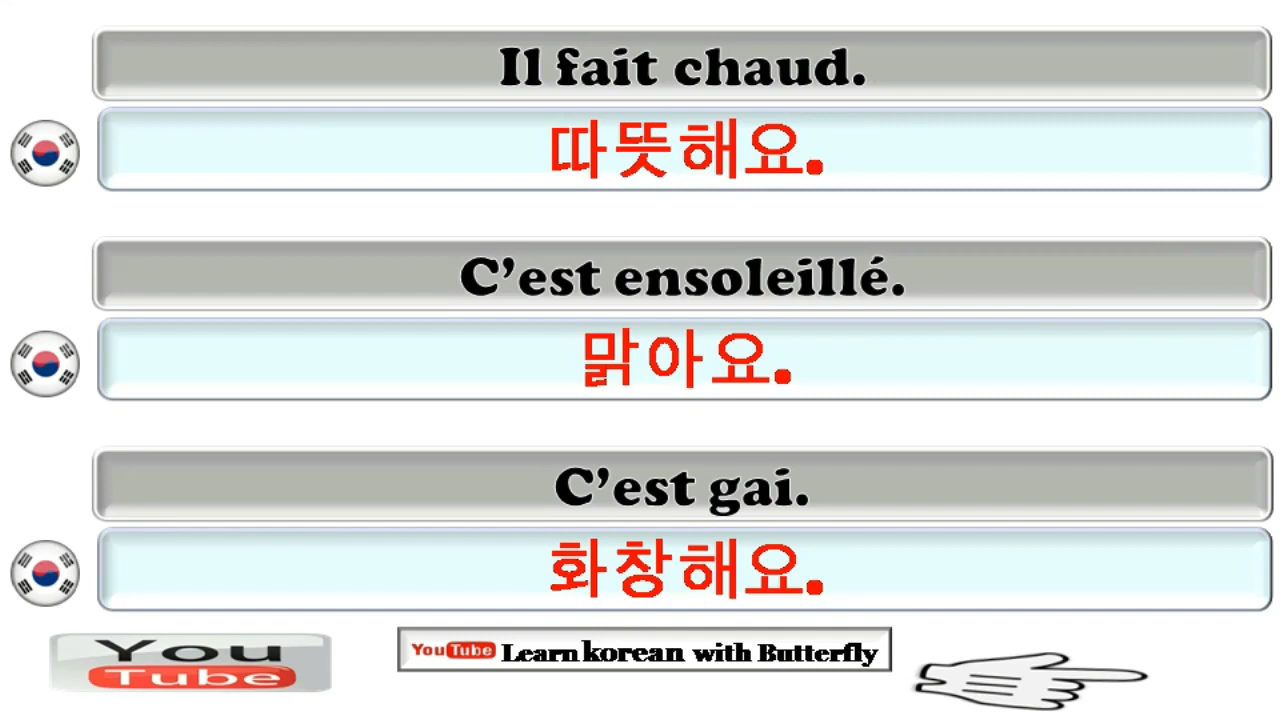 Il fait chaud.
따뜻해요.
C'est ensoleillé.
맑아요.
C'est gai.
화창해요.
You Tube
YouTube Learn korean with Butterfly